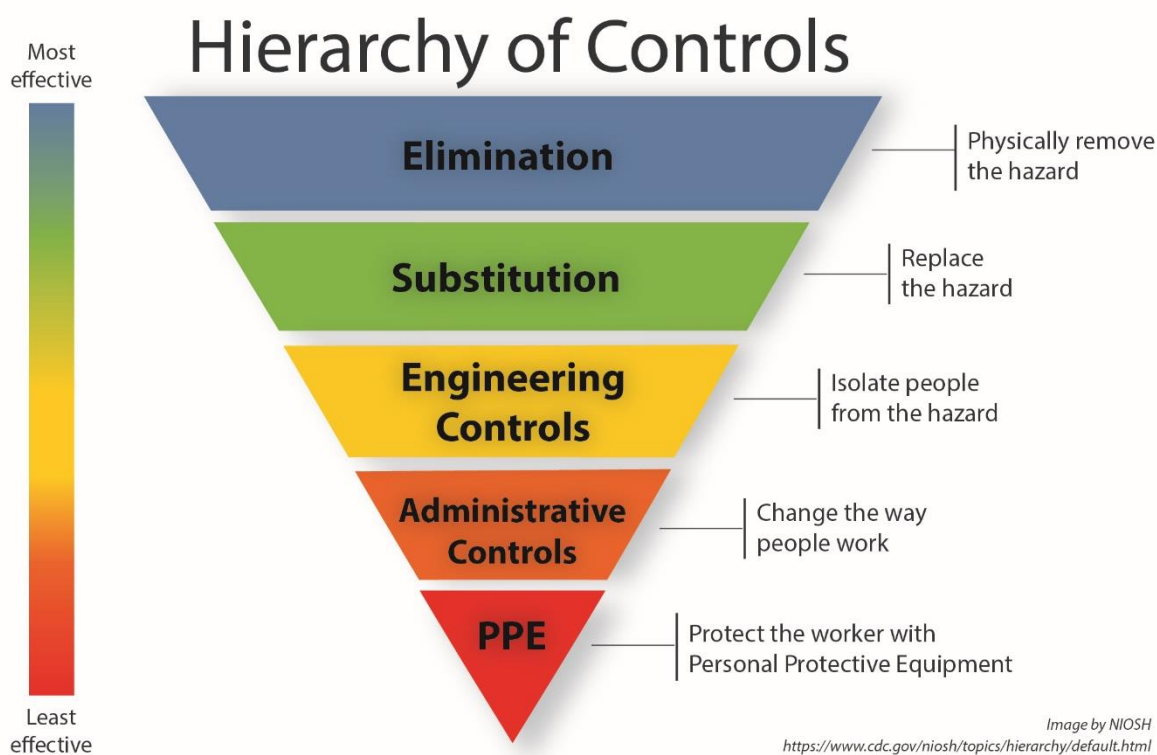 Hierarchy of Controls
Most
effective
Elimination
Physically remove
the hazard
Substitution
Replace
the hazard
Engineering
Controls
Isolate people
from the hazard
Administrative
Controls
Change the way
people work
PPE
Protect the worker with
Personal Protective Equipment
Least
effective
Image by NIOSH
https://www.cdc.gov/niosh/topics/hierarchy/default.html